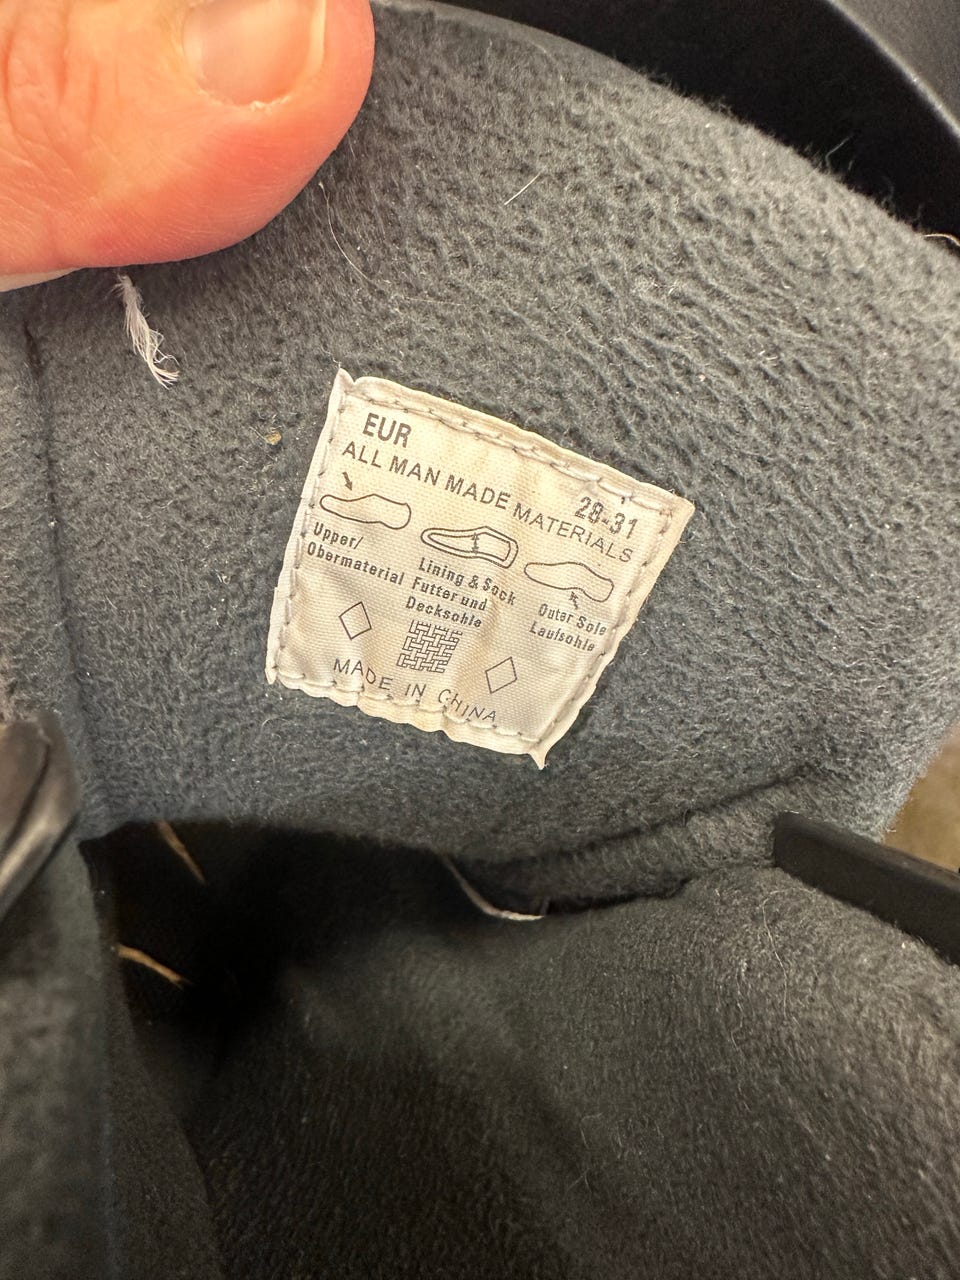 EUR 28-31
ALL MAN MADE MATERIALS
Upper/
Obermaterial
Lining & Sock
Futter und
Decksohle
Outer Sole
Laufsohle
MADE IN CHINA